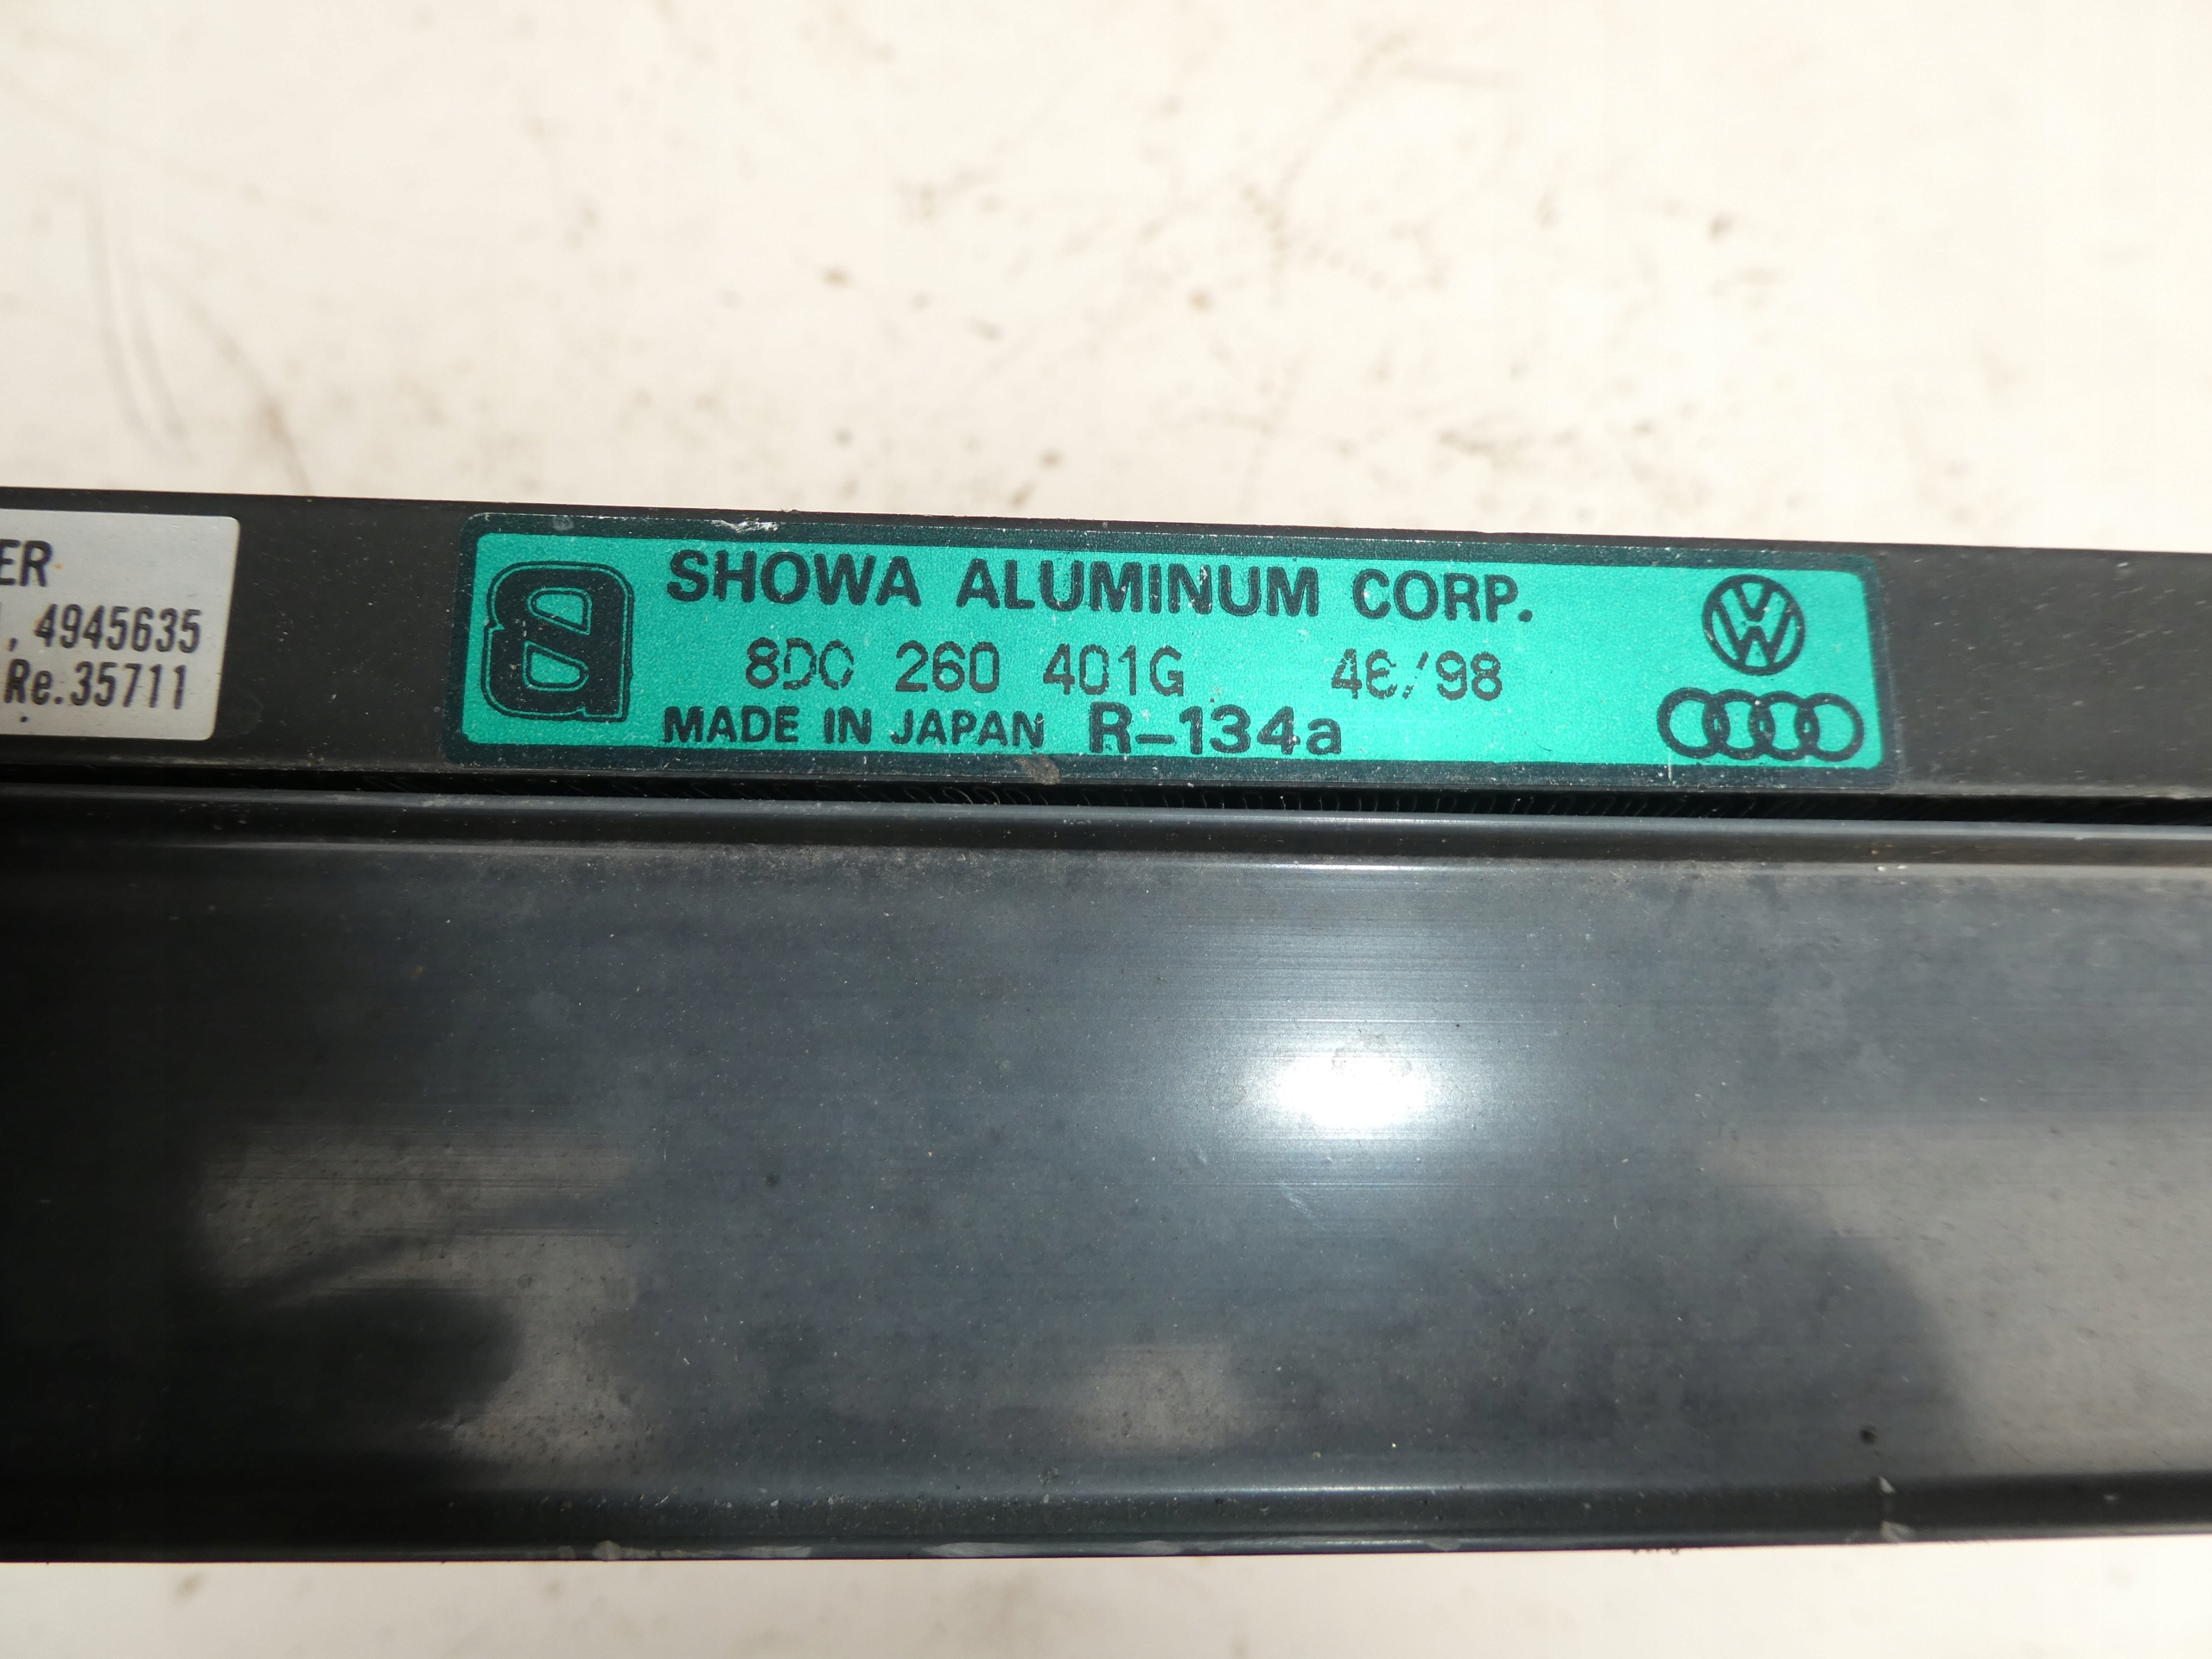 ER
, 4945635
Re.35711
SHOWA ALUMINUM CORP.
8D0 260 401G
MADE IN JAPAN R-134a